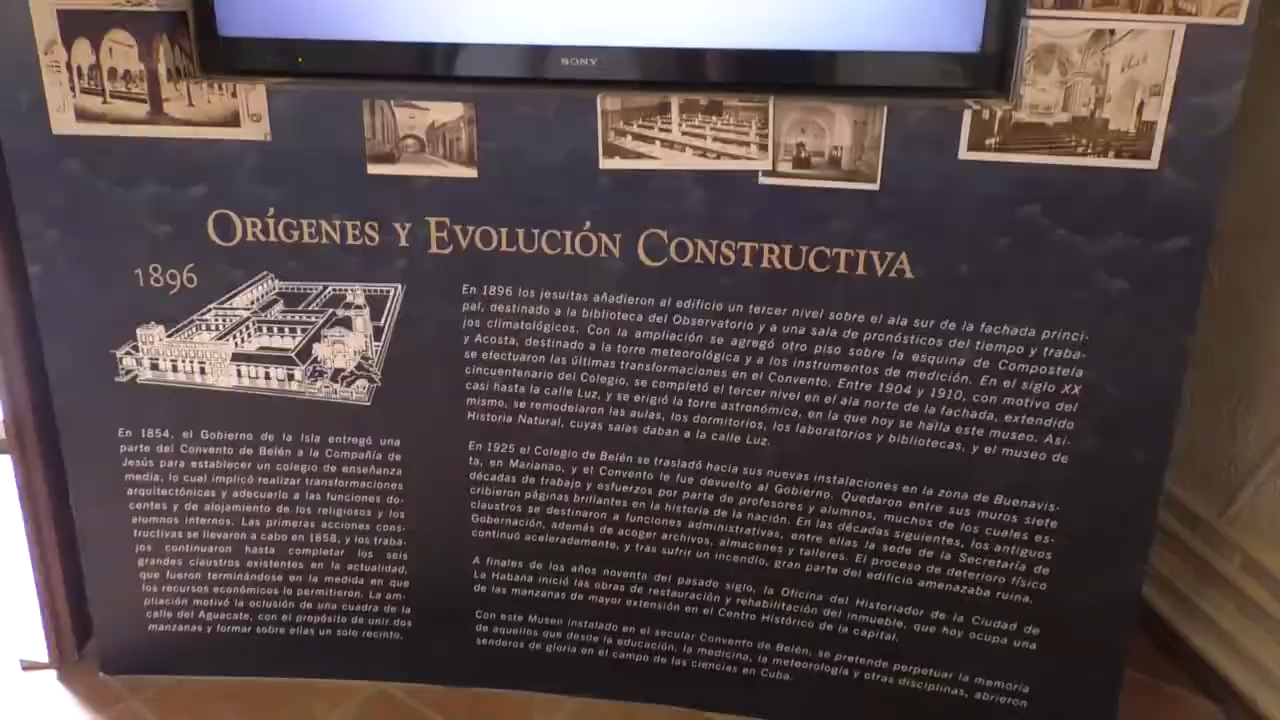 SONY
ORÍGENES Y EVOLUCIÓN CONSTRUCTIVA
1896
En 1854, el Gobierno de la Isla entregó una
parte del Convento de Belén a la Compañía de
Jesús para establecer un colegio de enseñanza
media, lo cual implicó realizar transformaciones
arquitectónicas y adecuarlo a las funciones do-
centes y de alojamiento de los religiosos y los
alumnos internos. Las primeras acciones cons-
tructivas se llevaron a cabo en 1858, y los traba-
jos continuaron hasta completar los seis
grandes claustros existentes en la actualidad,
que fueron terminándose en la medida en que
los recursos económicos lo permitieron. La am-
pliación motivó la oclusión de una cuadra de la
calle del Aguacate, con el propósito de unir dos
manzanas y formar sobre ellas un solo recinto.
En 1896 los jesuitas añadieron al edificio un tercer nivel sobre el ala sur de la fachada princi-
pal, destinado a la biblioteca del Observatorio y a una sala de pronósticos del tiempo y traba-
jos climatológicos. Con la ampliación se agregó otro piso sobre la esquina de Compostela
y Acosta, destinado a la torre meteorológica y a los instrumentos de medición. En el siglo XX
se efectuaron las últimas transformaciones en el Convento. Entre 1904 y 1910, con motivo del
cincuentenario del Colegio, se completó el tercer nivel en el ala norte de la fachada, extendido
casi hasta la calle Luz, y se erigió la torre astronómica, en la que hoy se halla este museo. Asi-
mismo, se remodelaron las aulas, los dormitorios, los laboratorios y bibliotecas, y el museo de
Historia Natural, cuyas salas daban a la calle Luz.
En 1925 el Colegio de Belén se trasladó hacia sus nuevas instalaciones en la zona de Buenavis-
ta, en Marianao, y el Convento le fue devuelto al Gobierno. Quedaron entre sus muros siete
décadas de trabajo y esfuerzos por parte de profesores y alumnos, muchos de los cuales es-
cribieron páginas brillantes en la historia de la nación. En las décadas siguientes, los antiguos
claustros se destinaron a funciones administrativas, entre ellas la sede de la Secretaría de
Gobernación, además de acoger archivos, almacenes y talleres. El proceso de deterioro físico
continuó aceleradamente, y tras sufrir un incendio, gran parte del edificio amenazaba ruina.
A finales de los años noventa del pasado siglo, la Oficina del Historiador de la Ciudad de
La Habana inició las obras de restauración y rehabilitación del inmueble, que hoy ocupa una
de las manzanas de mayor extensión en el Centro Histórico de la capital.
Con este Museo instalado en el secular Convento de Belén, se pretende perpetuar la memoria
de aquellos que desde la educación, la medicina, la meteorología y otras disciplinas, abrieron
senderos de gloria en el campo de las ciencias en Cuba.